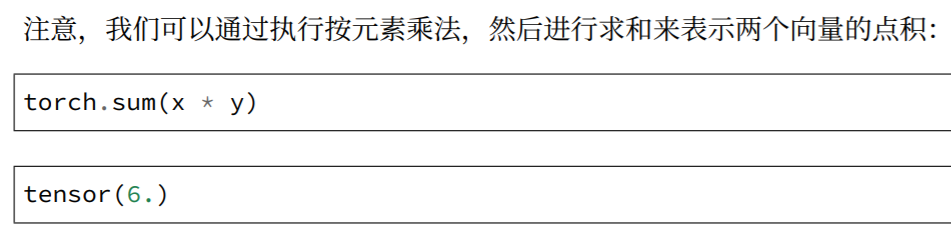 注意，我们可以通过执行按元素乘法，然后进行求和来表示两个向量的点积：
torch.sum(x * y)
tensor(6.)